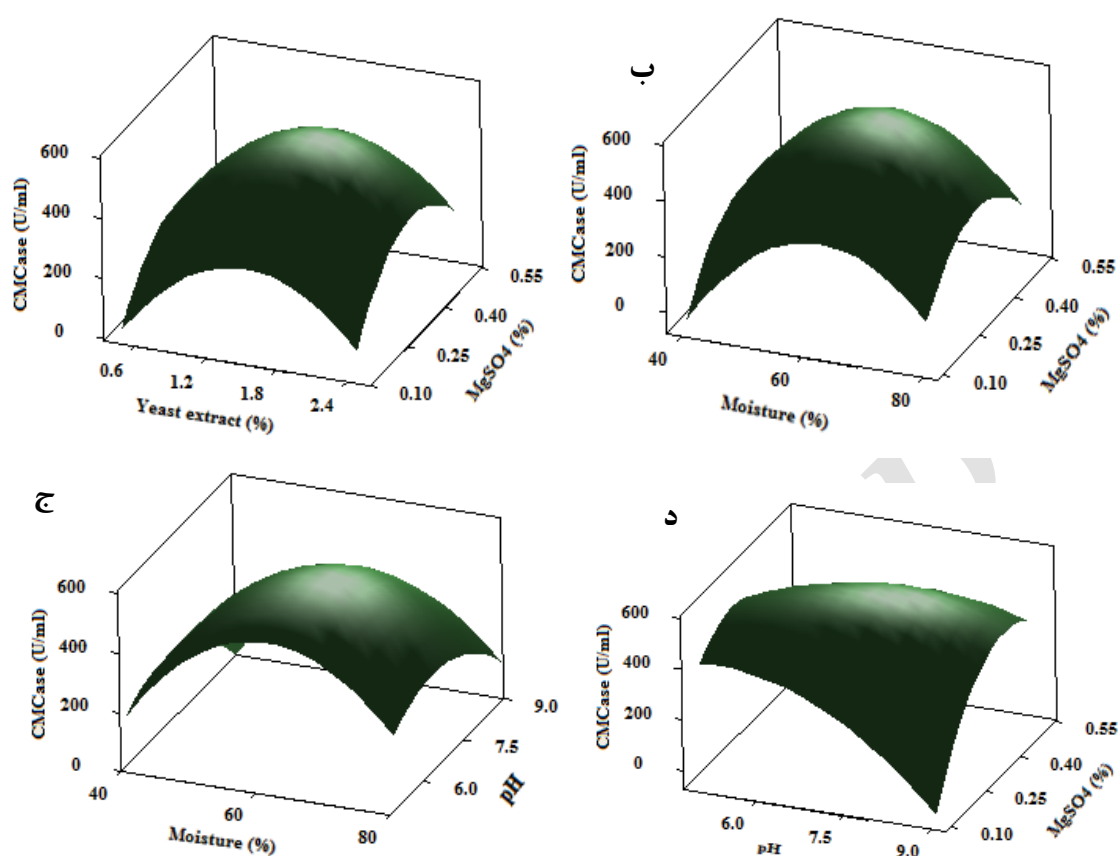 600
400
200
0
CMCase (U/ml)
0.6
1.2
1.8
2.4
Yeast extract (%)
0.10
0.25
0.40
0.55
MgSO4 (%)
ب
600
400
200
0
CMCase (U/ml)
40
60
80
Moisture (%)
0.10
0.25
0.40
0.55
MgSO4 (%)
ج
600
400
200
0
CMCase (U/ml)
40
60
80
Moisture (%)
6.0
7.5
9.0
pH
د
600
400
200
0
CMCase (U/ml)
6.0
7.5
9.0
pH
0.10
0.25
0.40
0.55
MgSO4 (%)